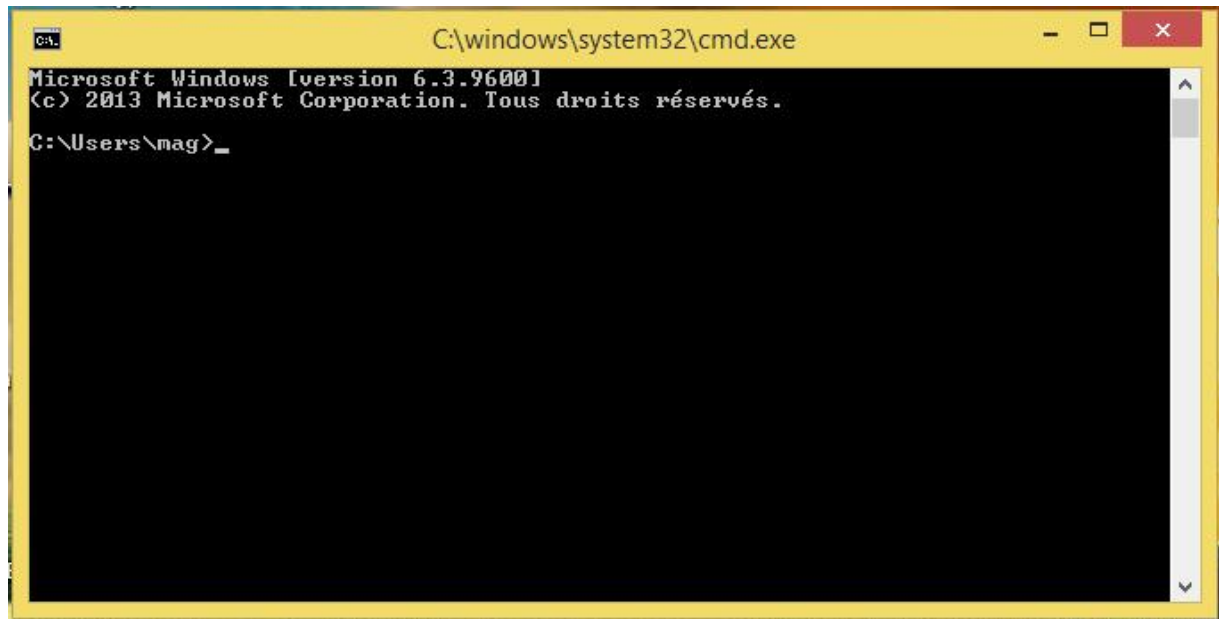 C:\windows\system32\cmd.exe
Microsoft Windows [version 6.3.9600]
(c) 2013 Microsoft Corporation. Tous droits réservés.
C:\Users\mag>_